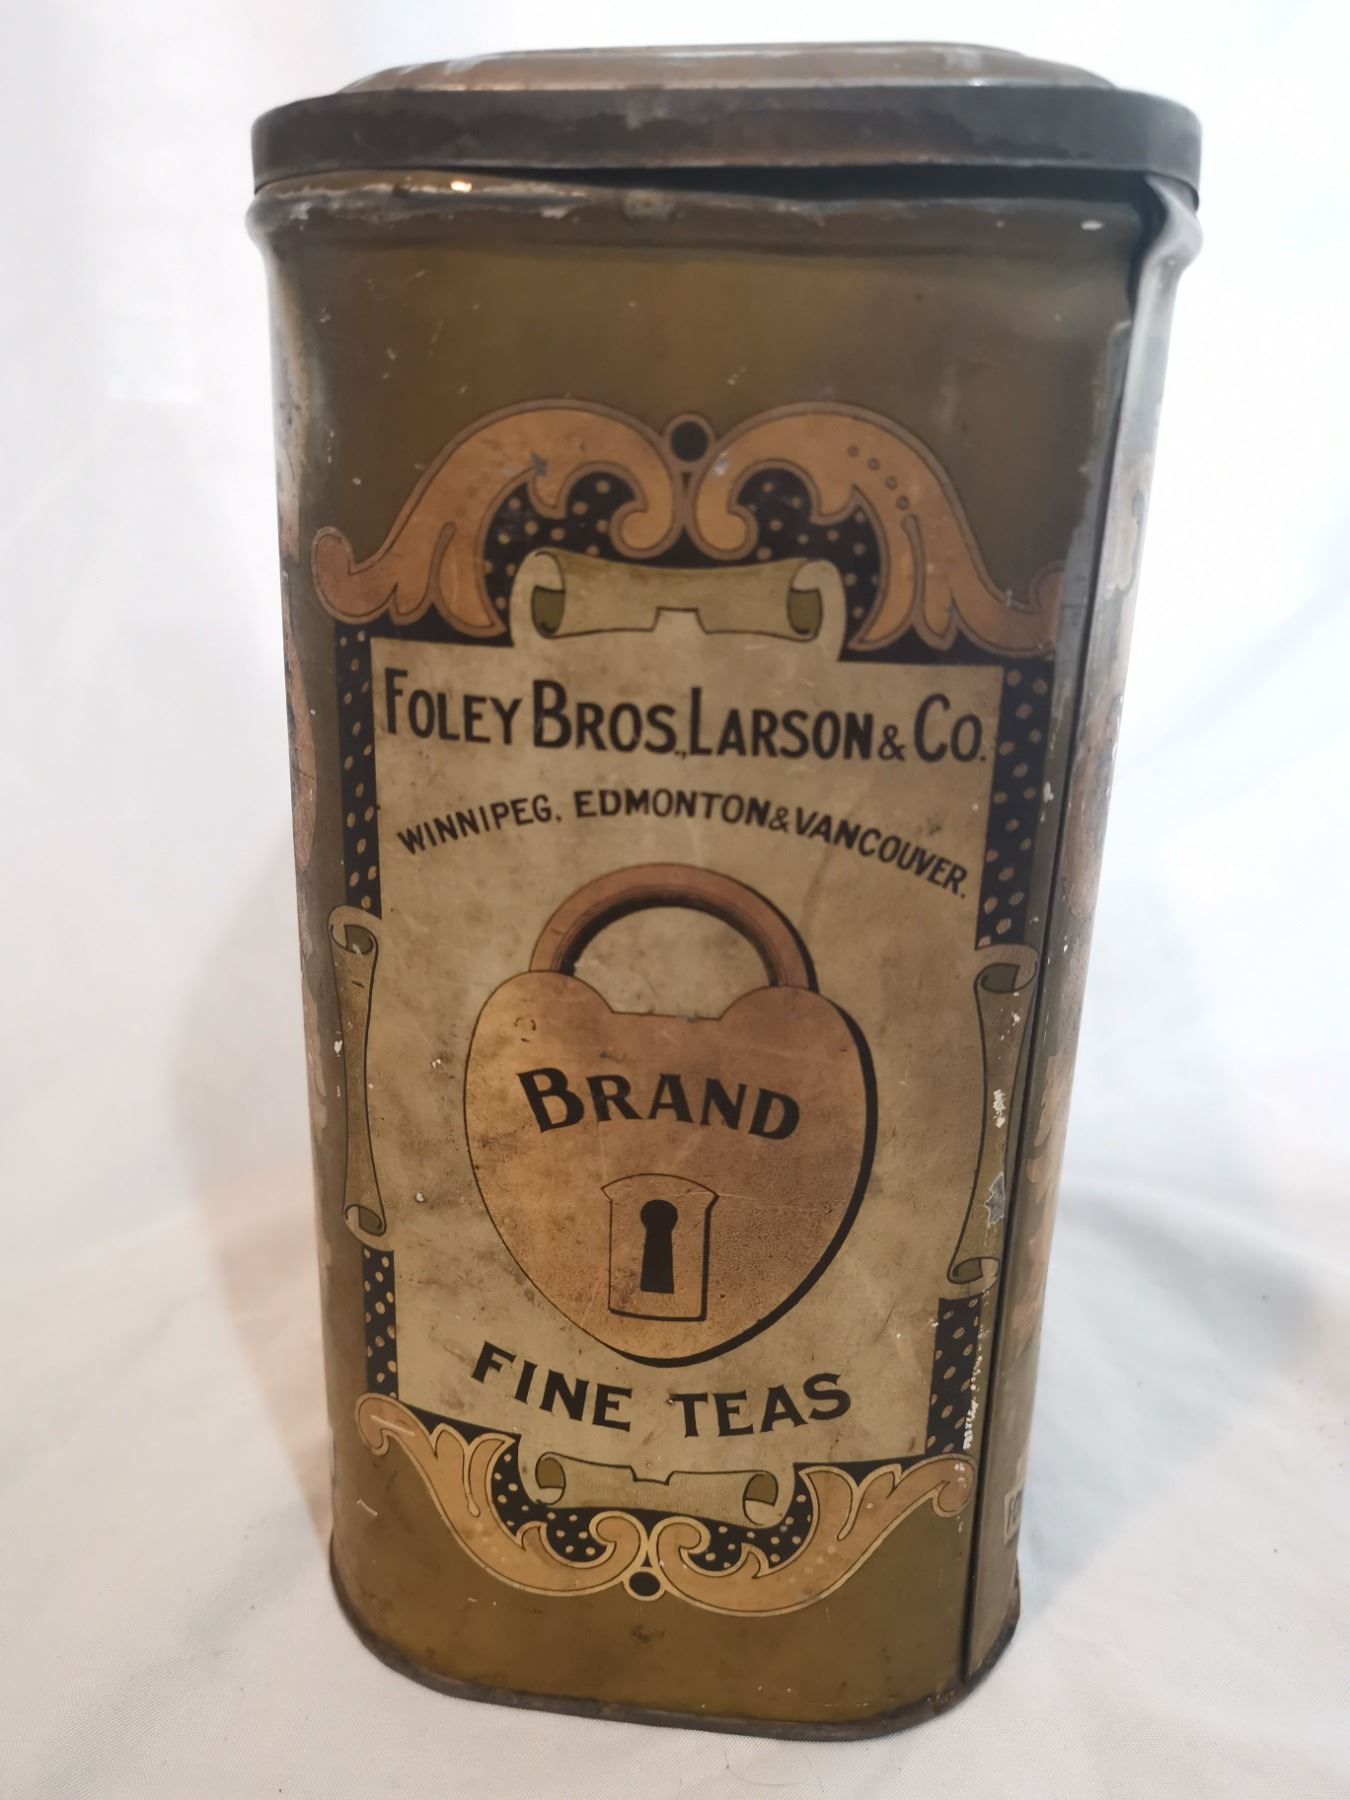 FOLEY BROS., LARSON & CO.
WINNIPEG, EDMONTON & VANCOUVER.
BRAND
FINE TEAS